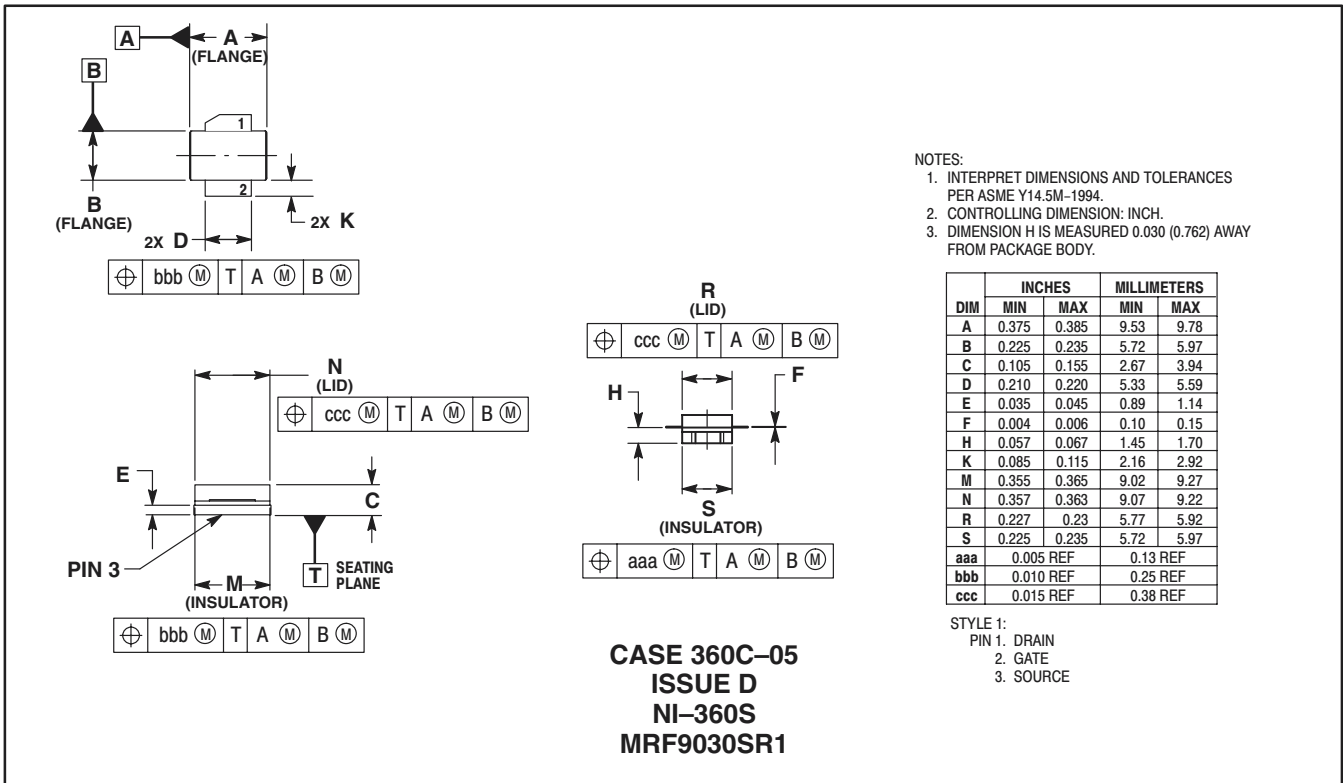 A
A
(FLANGE)
B
1
2
B
(FLANGE)
2X K
2X D
⌖ bbb Ⓜ T A Ⓜ B Ⓜ
N
(LID)
⌖ ccc Ⓜ T A Ⓜ B Ⓜ
E
C
PIN 3
M
(INSULATOR)
T SEATING
PLANE
⌖ bbb Ⓜ T A Ⓜ B Ⓜ
R
(LID)
⌖ ccc Ⓜ T A Ⓜ B Ⓜ
H
F
S
(INSULATOR)
⌖ aaa Ⓜ T A Ⓜ B Ⓜ
CASE 360C–05
ISSUE D
NI–360S
MRF9030SR1
NOTES:
1. INTERPRET DIMENSIONS AND TOLERANCES
PER ASME Y14.5M–1994.
2. CONTROLLING DIMENSION: INCH.
3. DIMENSION H IS MEASURED 0.030 (0.762) AWAY
FROM PACKAGE BODY.
INCHES MILLIMETERS
DIM MIN MAX MIN MAX
A 0.375 0.385 9.53 9.78
B 0.225 0.235 5.72 5.97
C 0.105 0.155 2.67 3.94
D 0.210 0.220 5.33 5.59
E 0.035 0.045 0.89 1.14
F 0.004 0.006 0.10 0.15
H 0.057 0.067 1.45 1.70
K 0.085 0.115 2.16 2.92
M 0.355 0.365 9.02 9.27
N 0.357 0.363 9.07 9.22
R 0.227 0.23 5.77 5.92
S 0.225 0.235 5.72 5.97
aaa 0.005 REF 0.13 REF
bbb 0.010 REF 0.25 REF
ccc 0.015 REF 0.38 REF
STYLE 1:
PIN 1. DRAIN
2. GATE
3. SOURCE